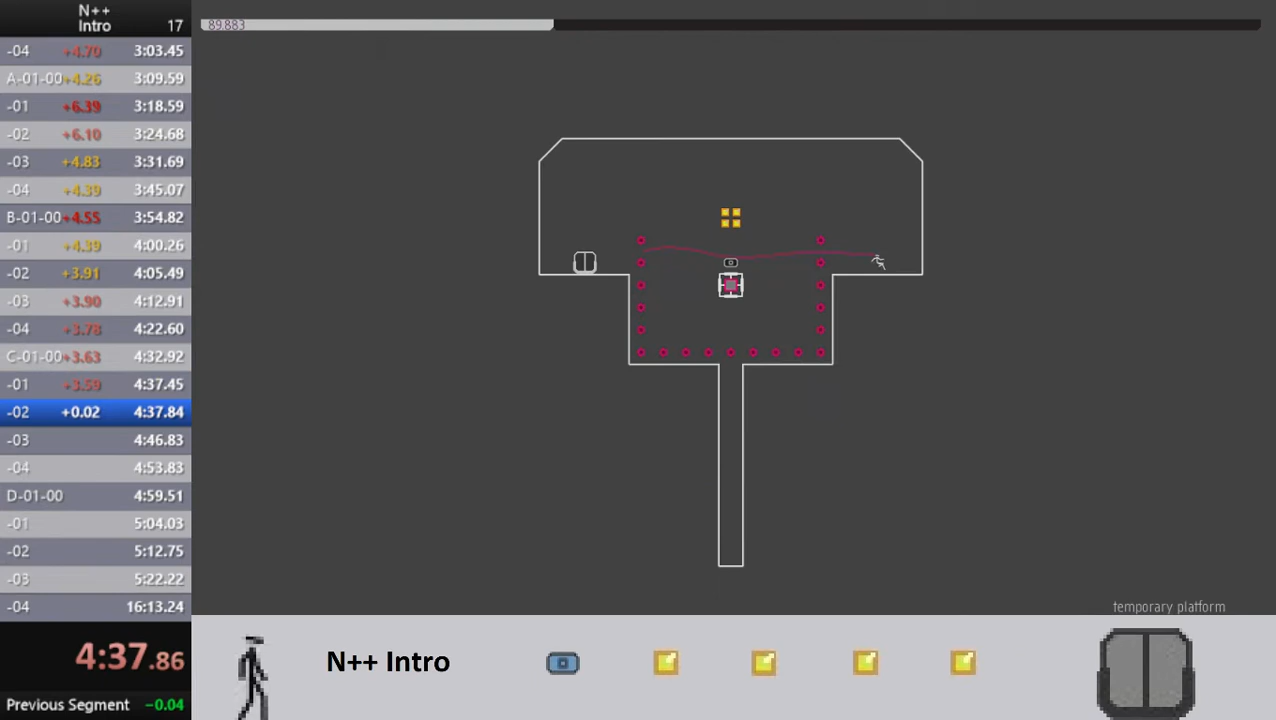 N++
Intro 17
89.883
-04 +4.70 3:03.45
A-01-00 +4.26 3:09.59
-01 +6.39 3:18.59
-02 +6.10 3:24.68
-03 +4.83 3:31.69
-04 +4.39 3:45.07
B-01-00 +4.55 3:54.82
-01 +4.39 4:00.26
-02 +3.91 4:05.49
-03 +3.90 4:12.91
-04 +3.78 4:22.60
C-01-00 +3.63 4:32.92
-01 +3.59 4:37.45
-02 +0.02 4:37.84
-03 4:46.83
-04 4:53.83
D-01-00 4:59.51
-01 5:04.03
-02 5:12.75
-03 5:22.22
-04 16:13.24
temporary platform
4:37.86
N++ Intro
Previous Segment -0.04